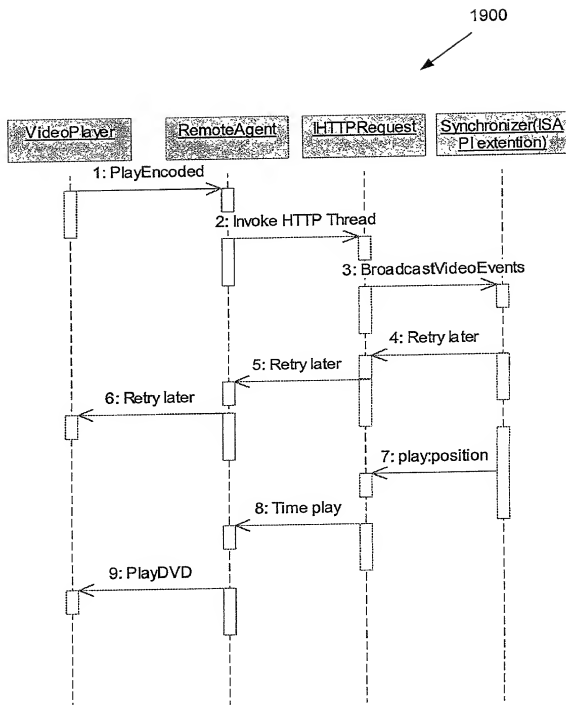 1900
VideoPlayer
RemoteAgent
IHTTPRequest
Synchronizer(ISA
PI extention)
1: PlayEncoded
2: Invoke HTTP Thread
3: BroadcastVideoEvents
4: Retry later
5: Retry later
6: Retry later
7: play:position
8: Time play
9: PlayDVD